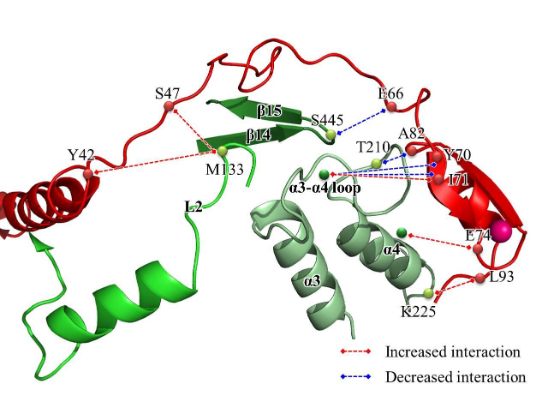 S47
E66
β15
S445
β14
A82
T210
Y70
Y42
M133
I71
α3-α4 loop
L2
E74
α4
α3
L93
K225
Increased interaction
Decreased interaction